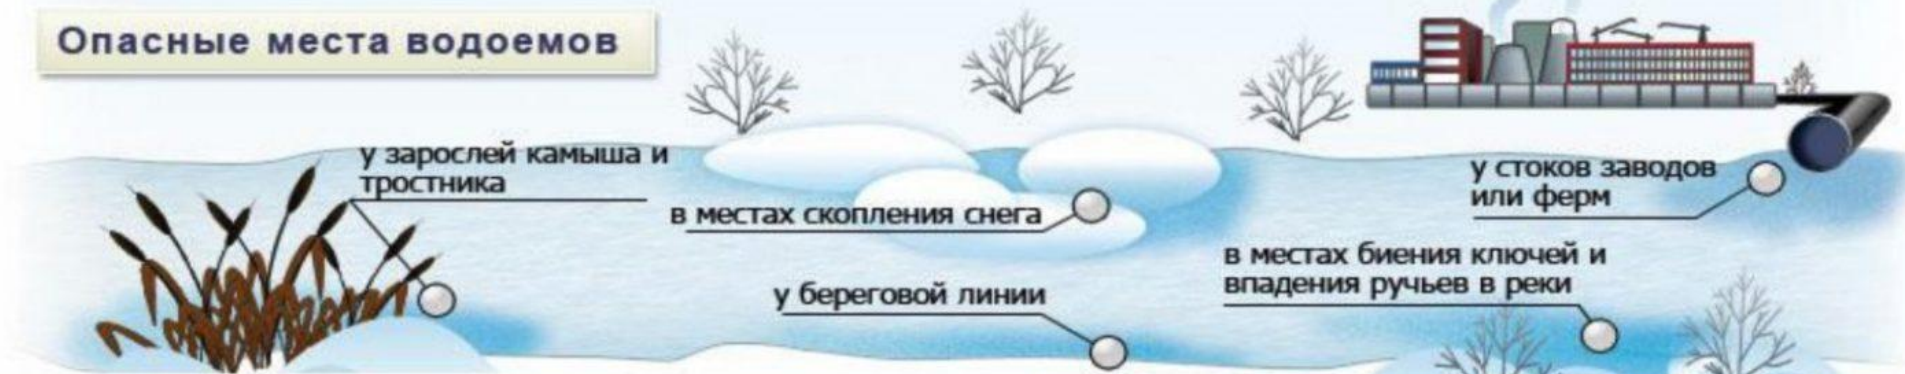 Опасные места водоемов
у зарослей камыша и
тростника
в местах скопления снега
у береговой линии
у стоков заводов
или ферм
в местах биения ключей и
впадения ручьев в реки